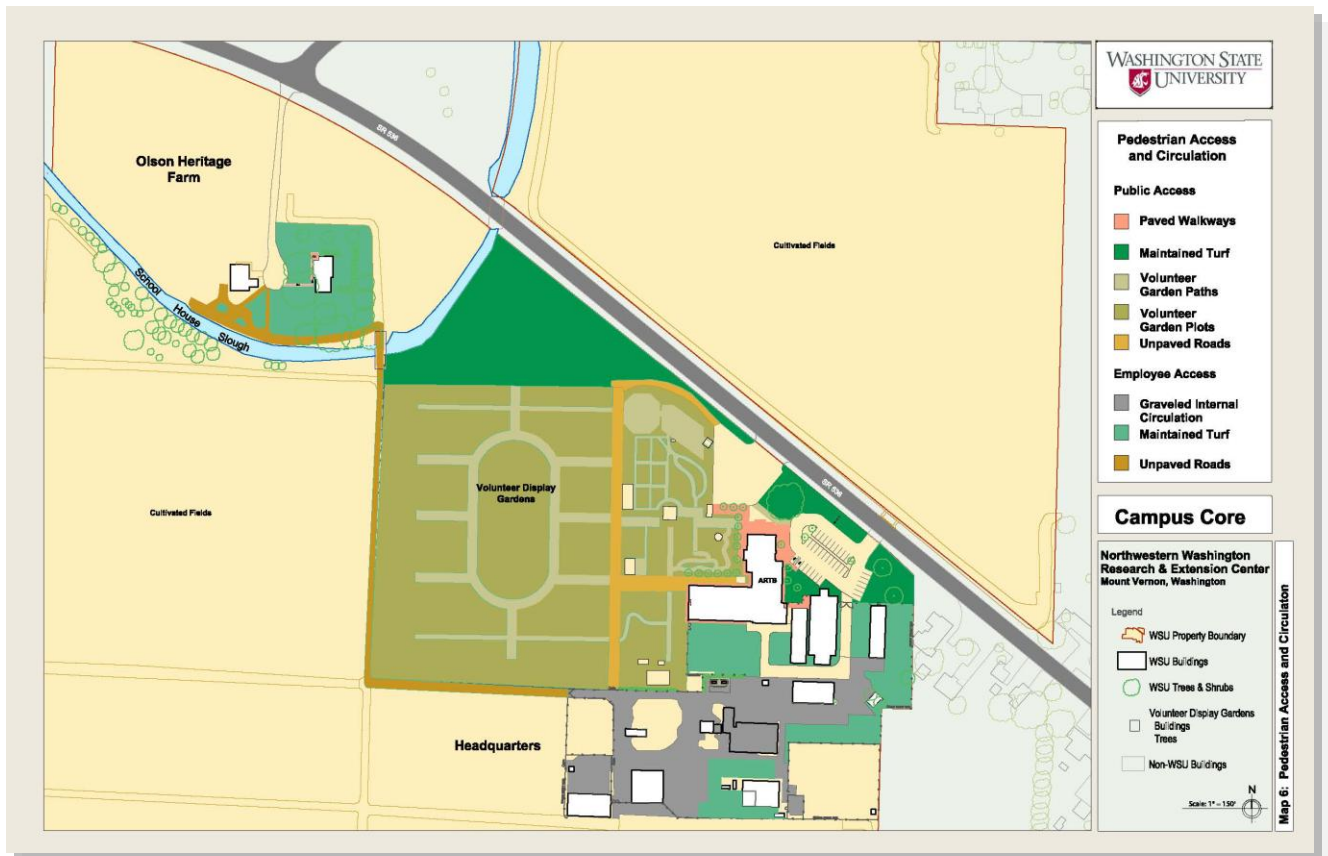 SR 536
Olson Heritage
Farm
Cultivated Fields
School
House
Slough
Volunteer Display
Gardens
Cultivated Fields
SR 536
ARTB
Headquarters
WASHINGTON STATE
UNIVERSITY
Pedestrian Access
and Circulation
Public Access
Paved Walkways
Maintained Turf
Volunteer
Garden Paths
Volunteer
Garden Plots
Unpaved Roads
Employee Access
Graveled Internal
Circulation
Maintained Turf
Unpaved Roads
Campus Core
Northwestern Washington
Research & Extension Center
Mount Vernon, Washington
Legend
WSU Property Boundary
WSU Buildings
WSU Trees & Shrubs
Volunteer Display Gardens
Buildings
Trees
Non-WSU Buildings
N
Scale: 1" = 150'
Map 6: Pedestrian Access and Circulaton